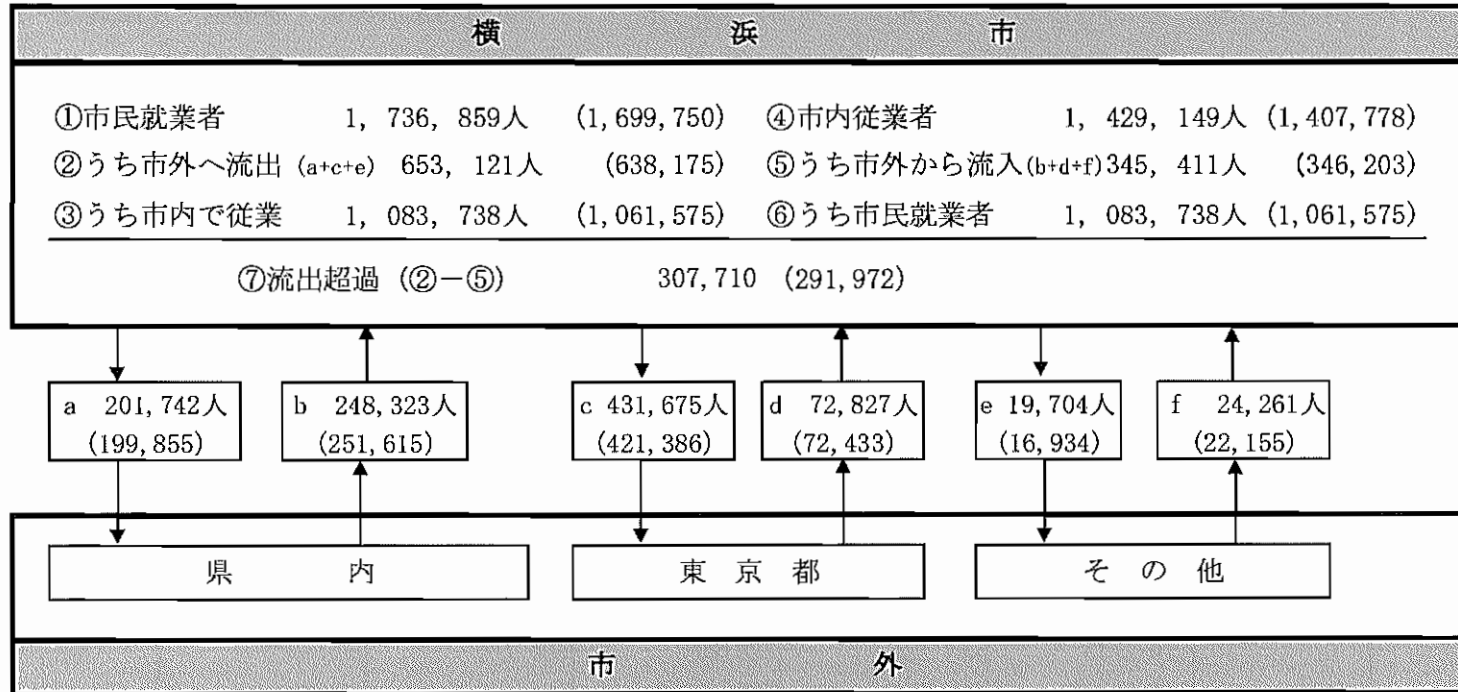 横浜市
①市民就業者 1,736,859人 (1,699,750) ④市内従業者 1,429,149人 (1,407,778)
②うち市外へ流出 (a+c+e) 653,121人 (638,175) ⑤うち市外から流入(b+d+f)345,411人 (346,203)
③うち市内で従業 1,083,738人 (1,061,575) ⑥うち市民就業者 1,083,738人 (1,061,575)
⑦流出超過 (②-⑤) 307,710 (291,972)
a 201,742人 b 248,323人 c 431,675人 d 72,827人 e 19,704人 f 24,261人
(199,855) (251,615) (421,386) (72,433) (16,934) (22,155)
県内 東京都 その他
市外